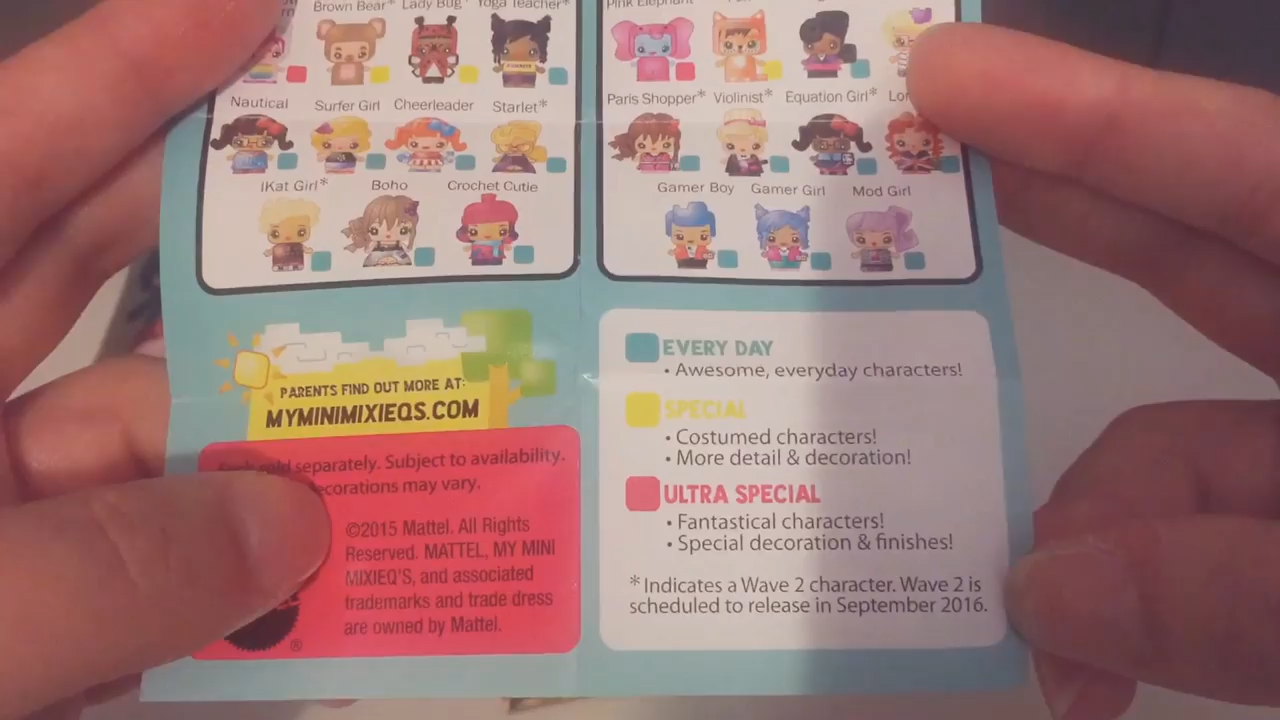 Brown Bear* Lady Bug* Yoga Teacher*
Nautical Surfer Girl Cheerleader Starlet*
IKat Girl* Boho Crochet Cutie
Pink Elephant
Paris Shopper* Violinist* Equation Girl*
Gamer Boy Gamer Girl Mod Girl
PARENTS FIND OUT MORE AT:
MYMINIMIXIEQS.COM
separately. Subject to availability.
ecorations may vary.
©2015 Mattel. All Rights
Reserved. MATTEL, MY MINI
MIXIEQ'S, and associated
trademarks and trade dress
are owned by Mattel.
®
EVERY DAY
• Awesome, everyday characters!
SPECIAL
• Costumed characters!
• More detail & decoration!
ULTRA SPECIAL
• Fantastical characters!
• Special decoration & finishes!
* Indicates a Wave 2 character. Wave 2 is
scheduled to release in September 2016.